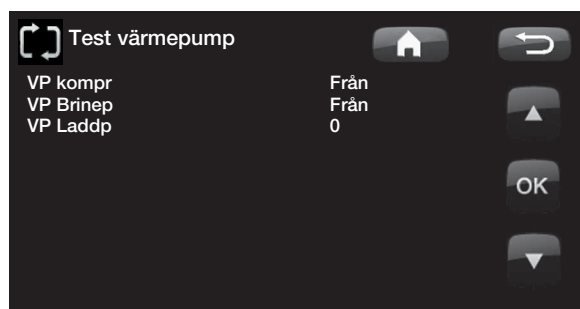 Test värmepump
VP kompr Från
VP Brinep Från
VP Laddp 0
OK